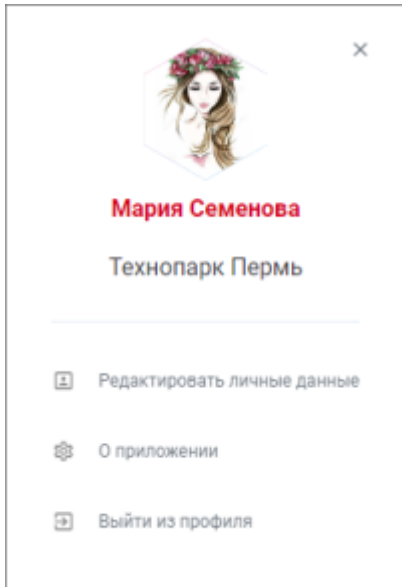 Мария Семенова
Технопарк Пермь
Редактировать личные данные
О приложении
Выйти из профиля